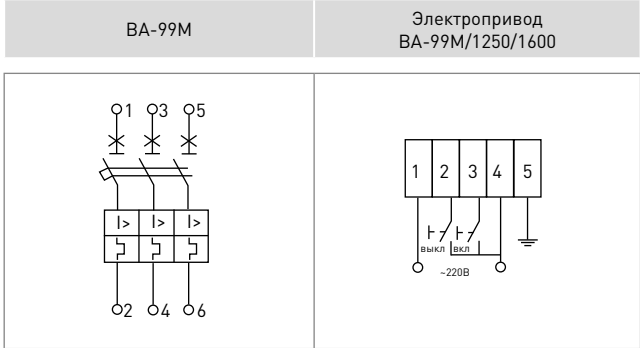 ВА-99М
Электропривод
ВА-99М/1250/1600
1 3 5
I> I> I>
2 4 6
1 2 3 4 5
выкл вкл
~220В